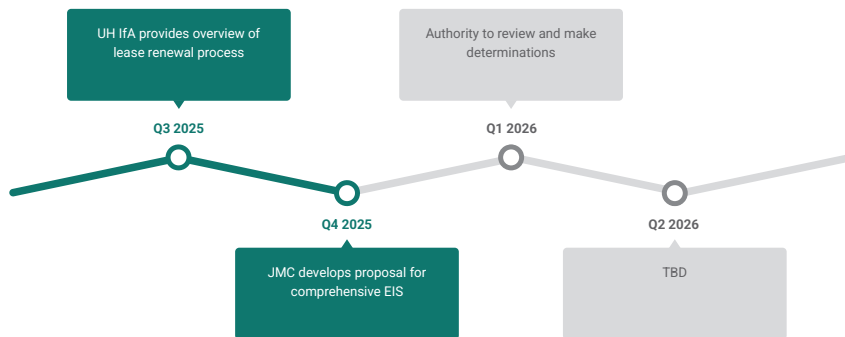 UH IfA provides overview of
lease renewal process
Authority to review and make
determinations
Q3 2025
Q1 2026
Q4 2025
Q2 2026
JMC develops proposal for
comprehensive EIS
TBD